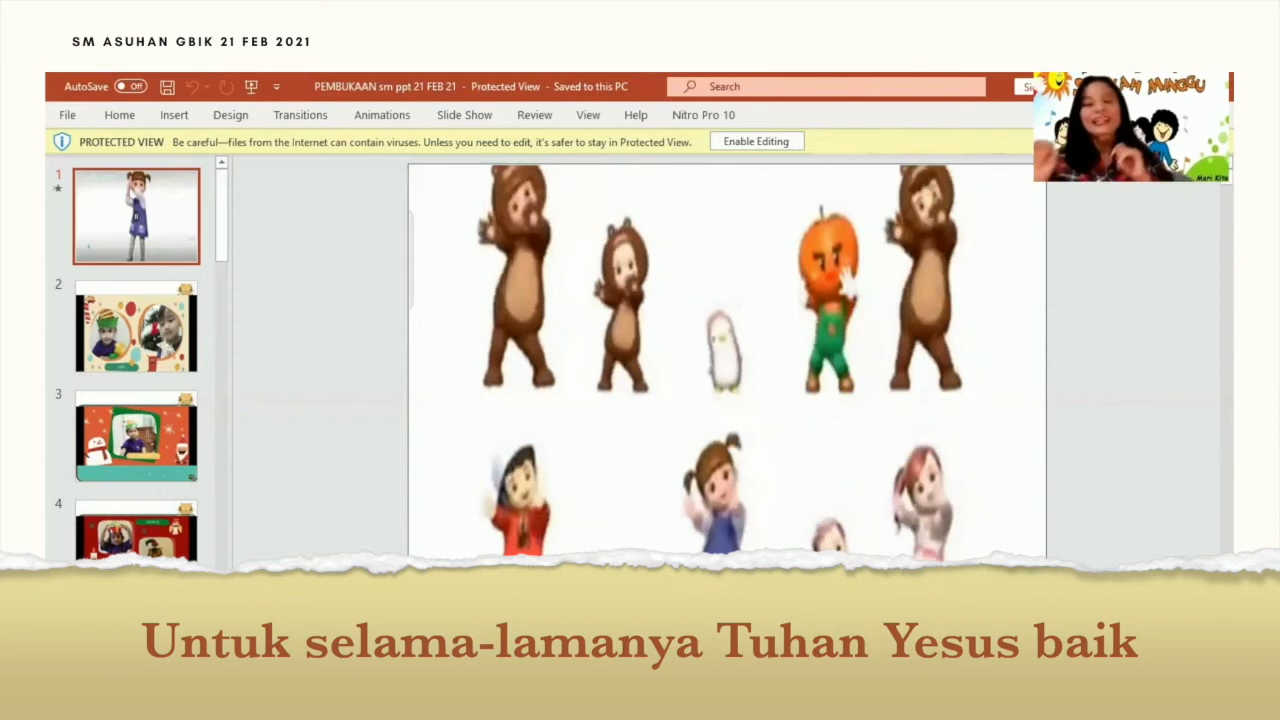 SM ASUHAN GBIK 21 FEB 2021
AutoSave Off PEMBUKAAN sm ppt 21 FEB 21 - Protected View - Saved to this PC Search
File Home Insert Design Transitions Animations Slide Show Review View Help Nitro Pro 10
PROTECTED VIEW Be careful—files from the Internet can contain viruses. Unless you need to edit, it's safer to stay in Protected View. Enable Editing
MINGGU
Mari Kita
1
2
3
4
Untuk selama-lamanya Tuhan Yesus baik